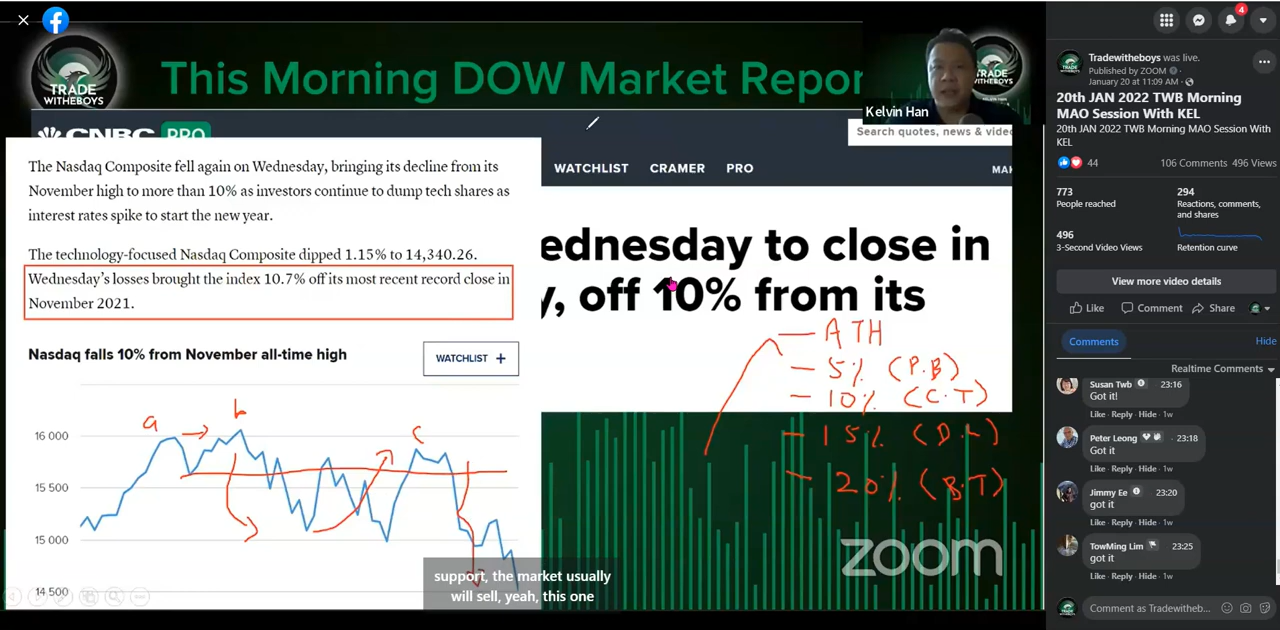 TRADE
WITHEBOYS
This Morning DOW Market Repor
TRADE
WITHEBOYS
Kelvin Han
CNBC PRO
Search quotes, news & video
WATCHLIST CRAMER PRO MA
The Nasdaq Composite fell again on Wednesday, bringing its decline from its
November high to more than 10% as investors continue to dump tech shares as
interest rates spike to start the new year.
The technology-focused Nasdaq Composite dipped 1.15% to 14,340.26.
Wednesday's losses brought the index 10.7% off its most recent record close in
November 2021.
ednesday to close in
y, off 10% from its
Nasdaq falls 10% from November all-time high
WATCHLIST +
16 000
15 500
15 000
14 500
a
b
c
ATH
5% (P.B)
10% (C.T)
15%
20% (B.T)
zoom
support, the market usually
will sell, yeah, this one
4
Tradewitheboys was live.
Published by ZOOM
January 20 at 11:09 AM
20th JAN 2022 TWB Morning
MAO Session With KEL
20th JAN 2022 TWB Morning MAO Session With
KEL
44 106 Comments 496 Views
773
People reached
294
Reactions, comments,
and shares
496
3-Second Video Views
Retention curve
View more video details
Like Comment Share
Comments Hide
Realtime Comments
Susan Twb 23:16
Got it!
Like · Reply · Hide · 1w
Peter Leong 23:18
Got it
Like · Reply · Hide · 1w
Jimmy Ee 23:20
got it
Like · Reply · Hide · 1w
TowMing Lim 23:25
got it
Like · Reply · Hide · 1w
Comment as Tradewitheb...